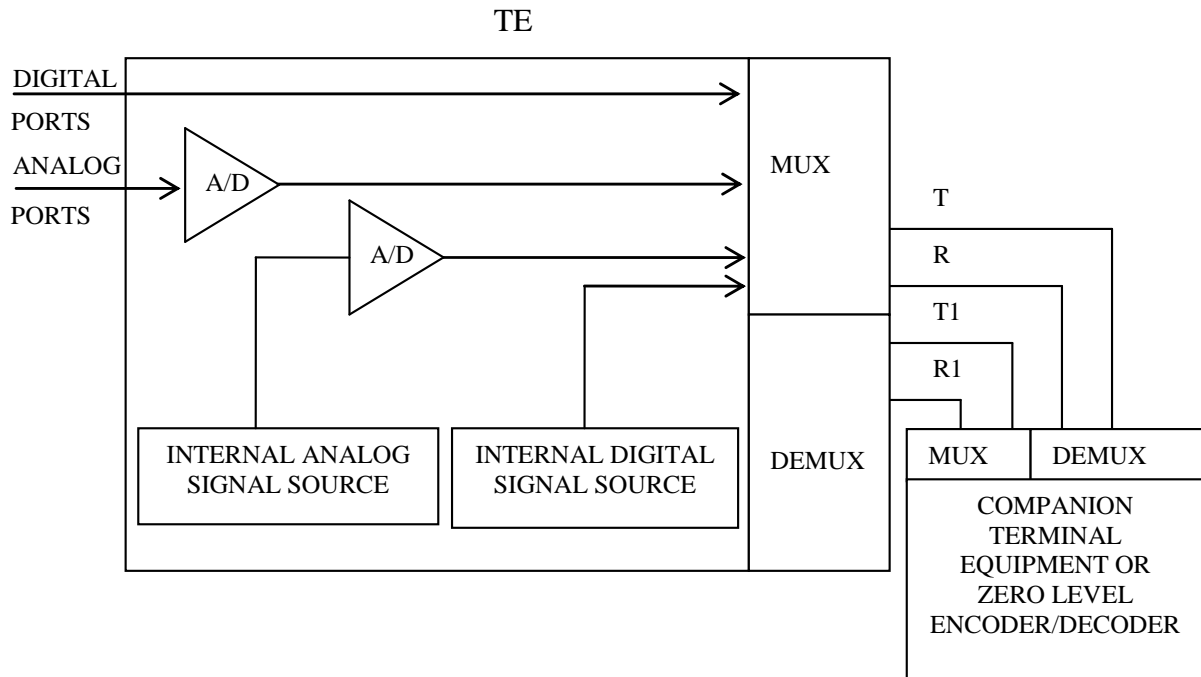 TE
DIGITAL
PORTS
ANALOG
PORTS
A/D
A/D
MUX
T
R
T1
R1
INTERNAL ANALOG
SIGNAL SOURCE
INTERNAL DIGITAL
SIGNAL SOURCE
DEMUX
MUX
DEMUX
COMPANION
TERMINAL
EQUIPMENT OR
ZERO LEVEL
ENCODER/DECODER